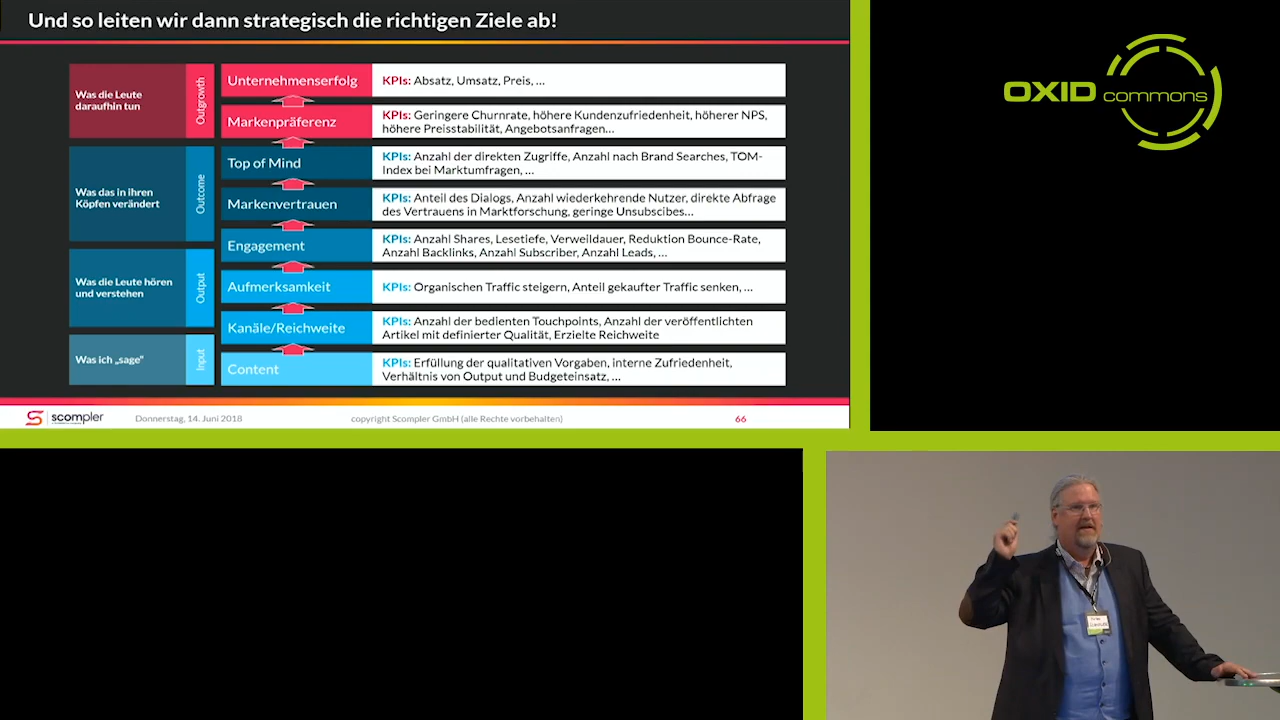 Und so leiten wir dann strategisch die richtigen Ziele ab!
Was die Leute
daraufhin tun
Outgrowth
Unternehmenserfolg
KPIs: Absatz, Umsatz, Preis, ...
Markenpräferenz
KPIs: Geringere Churnrate, höhere Kundenzufriedenheit, höherer NPS,
höhere Preisstabilität, Angebotsanfragen...
Was das in ihren
Köpfen verändert
Outcome
Top of Mind
KPIs: Anzahl der direkten Zugriffe, Anzahl nach Brand Searches, TOM-
Index bei Marktumfragen, ...
Markenvertrauen
KPIs: Anteil des Dialogs, Anzahl wiederkehrende Nutzer, direkte Abfrage
des Vertrauens in Marktforschung, geringe Unsubscibes...
Engagement
KPIs: Anzahl Shares, Lesetiefe, Verweildauer, Reduktion Bounce-Rate,
Anzahl Backlinks, Anzahl Subscriber, Anzahl Leads, ...
Was die Leute hören
und verstehen
Output
Aufmerksamkeit
KPIs: Organischen Traffic steigern, Anteil gekaufter Traffic senken, ...
Kanäle/Reichweite
KPIs: Anzahl der bedienten Touchpoints, Anzahl der veröffentlichten
Artikel mit definierter Qualität, Erzielte Reichweite
Was ich „sage"
Input
Content
KPIs: Erfüllung der qualitativen Vorgaben, interne Zufriedenheit,
Verhältnis von Output und Budgeteinsatz, ...
scompler
Donnerstag, 14. Juni 2018
copyright Scompler GmbH (alle Rechte vorbehalten)
66
OXID commons